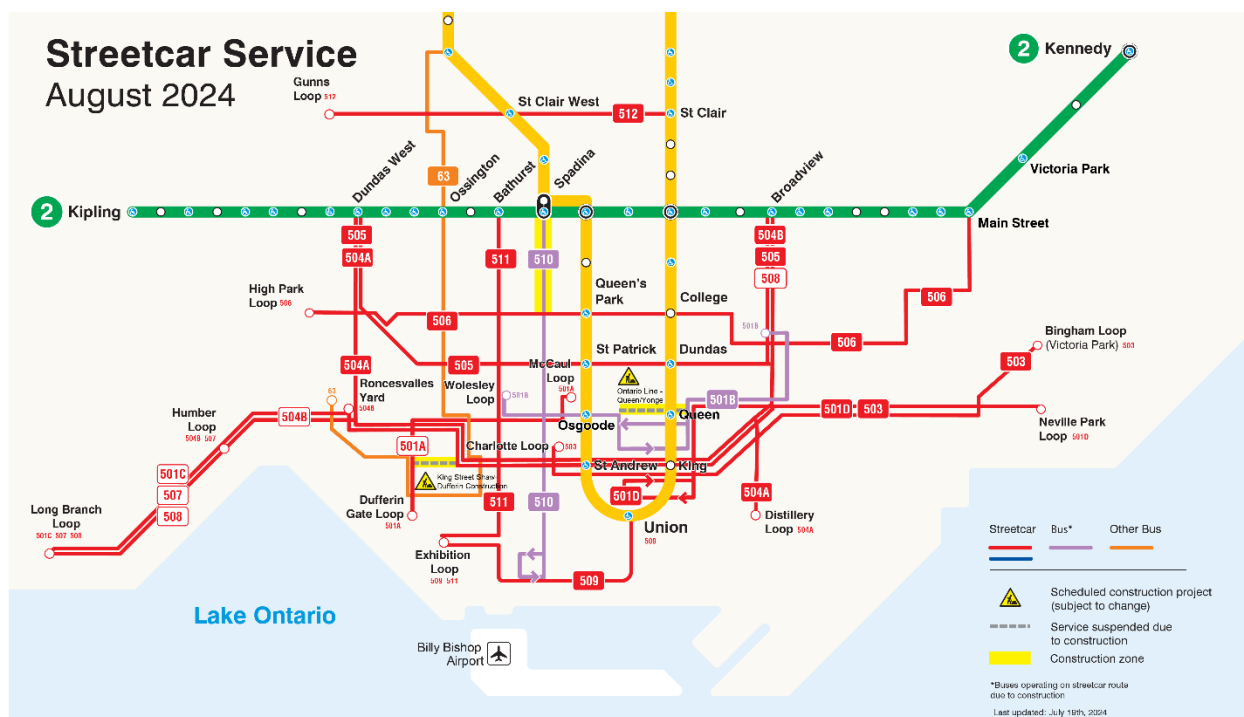 Streetcar Service
August 2024
Gunns
Loop 512
St Clair West
512
St Clair
2
Kennedy
Victoria Park
Main Street
Dundas West
Ossington
Bathurst
Spadina
Broadview
63
2
Kipling
505
504A
511
510
504B
505
508
High Park
Loop 506
506
Queen's
Park
College
506
506
501B
Bingham Loop
(Victoria Park) 503
503
504A
505
St Patrick
Dundas
McCaul
Loop
501A
Ontario Line -
Queen/Yonge
Wolesley
Loop
501B
501B
Roncesvalles
Yard
504B
63
Humber
Loop
504B 507
504B
501A
Osgoode
Queen
501D
503
Neville Park
Loop 501D
Charlotte Loop
503
St Andrew
King
King Street Shaw-
Dufferin Construction
501C
507
508
Long Branch
Loop
501C 507 508
Dufferin
Gate Loop
501A
511
510
501D
504A
Distillery
Loop 504A
Union
509
Exhibition
Loop
509 511
509
Lake Ontario
Billy Bishop
Airport
Streetcar
Bus*
Other Bus
Scheduled construction project
(subject to change)
Service suspended due
to construction
Construction zone
*Buses operating on streetcar route
due to construction
Last updated: July 19th, 2024